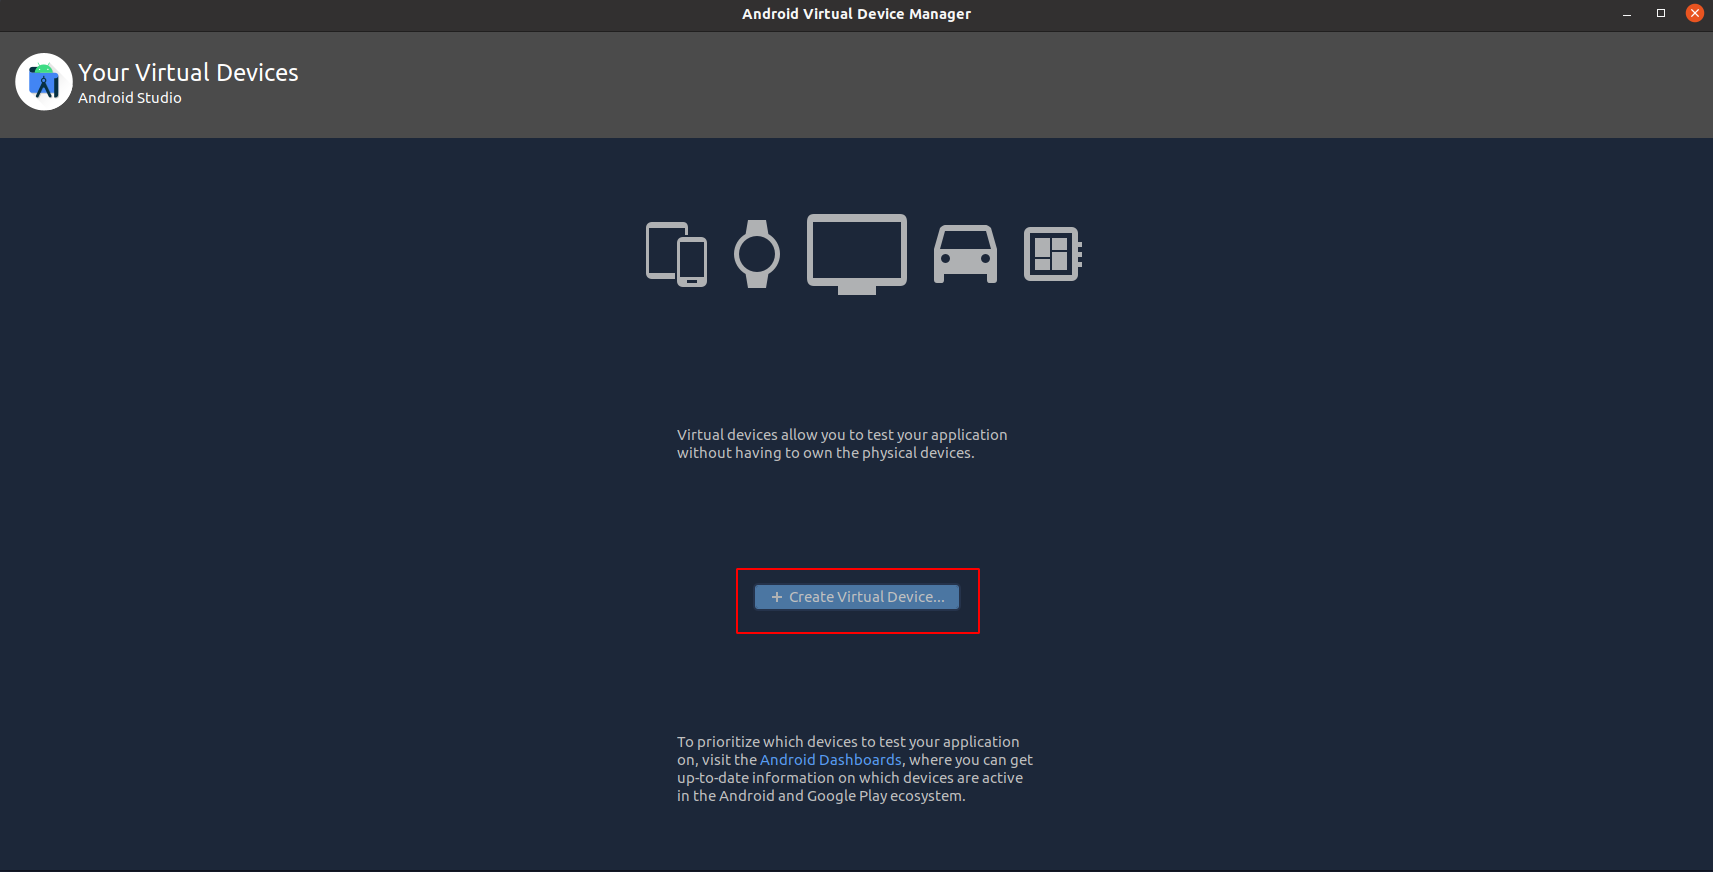 Android Virtual Device Manager
Your Virtual Devices
Android Studio
Virtual devices allow you to test your application
without having to own the physical devices.
+ Create Virtual Device...
To prioritize which devices to test your application
on, visit the Android Dashboards, where you can get
up-to-date information on which devices are active
in the Android and Google Play ecosystem.